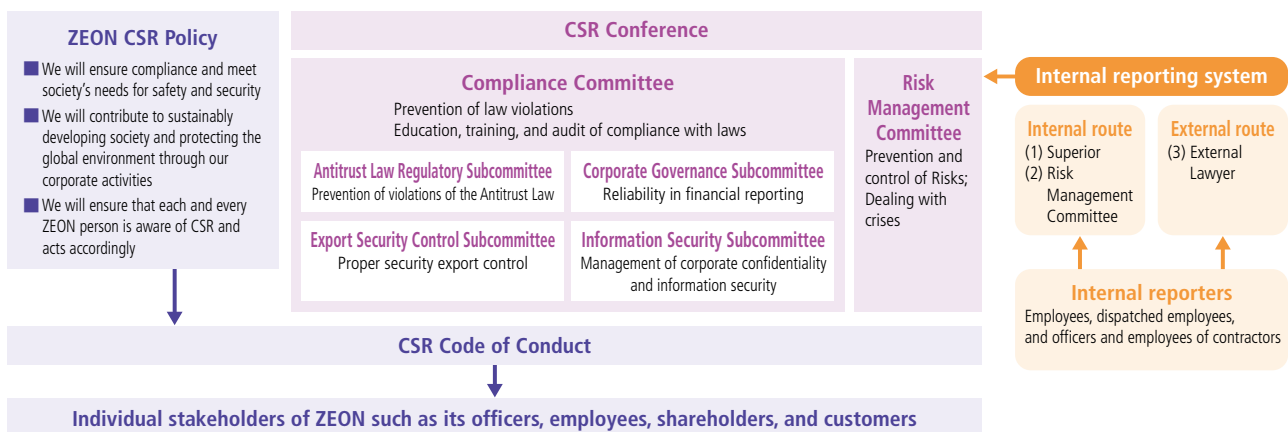 ZEON CSR Policy
We will ensure compliance and meet
society's needs for safety and security
We will contribute to sustainably
developing society and protecting the
global environment through our
corporate activities
We will ensure that each and every
ZEON person is aware of CSR and
acts accordingly
CSR Conference
Compliance Committee
Prevention of law violations
Education, training, and audit of compliance with laws
Antitrust Law Regulatory Subcommittee
Prevention of violations of the Antitrust Law
Corporate Governance Subcommittee
Reliability in financial reporting
Export Security Control Subcommittee
Proper security export control
Information Security Subcommittee
Management of corporate confidentiality
and information security
Risk
Management
Committee
Prevention and
control of Risks;
Dealing with
crises
Internal reporting system
Internal route
(1) Superior
(2) Risk
Management
Committee
External route
(3) External
Lawyer
Internal reporters
Employees, dispatched employees,
and officers and employees of contractors
CSR Code of Conduct
Individual stakeholders of ZEON such as its officers, employees, shareholders, and customers